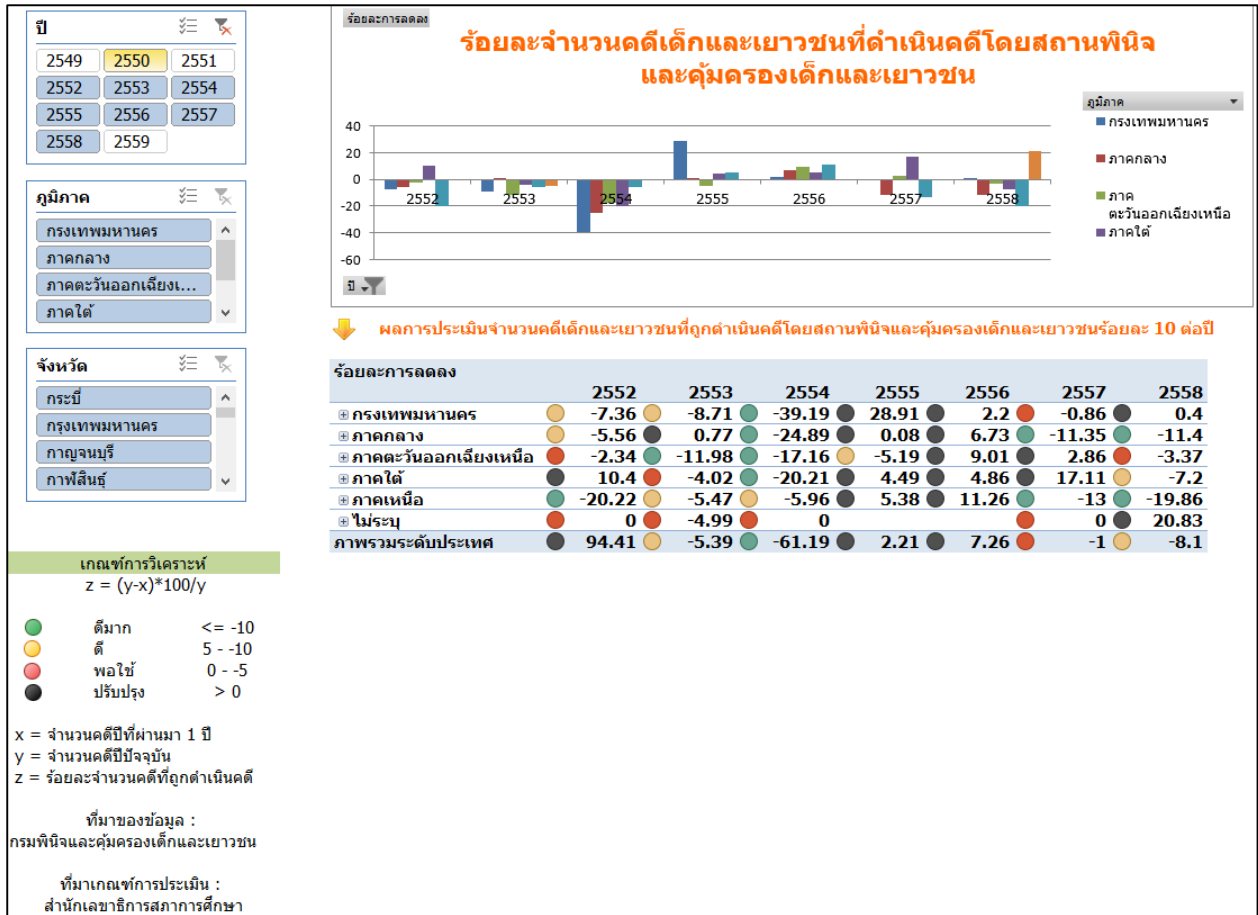 ปี
2549 2550 2551
2552 2553 2554
2555 2556 2557
2558 2559
ภูมิภาค
กรงเทพมหานคร
ภาคกลาง
ภาคตะวันออกเฉียงเ...
ภาคใต้
จังหวัด
กระบี่
กรุงเทพมหานคร
กาญจนบุรี
กาฬสินธุ์
เกณฑ์การวิเคราะห์
z = (y-x)*100/y
ดีมาก <= -10
ดี 5 - -10
พอใช้ 0 - -5
ปรับปรุง > 0
x = จำนวนคดีปีที่ผ่านมา 1 ปี
y = จำนวนคดีปีปัจจุบัน
z = ร้อยละจำนวนคดีที่ถูกดำเนินคดี
ที่มาของข้อมูล :
กรมพินิจและคุ้มครองเด็กและเยาวชน
ที่มาเกณฑ์การประเมิน :
สำนักเลขาธิการสภาการศึกษา
ร้อยละการลดลง
ร้อยละจำนวนคดีเด็กและเยาวชนที่ดำเนินคดีโดยสถานพินิจ
และคุ้มครองเด็กและเยาวชน
ภูมิภาค
กรงเทพมหานคร
ภาคกลาง
ภาค
ตะวันออกเฉียงเหนือ
ภาคใต้
40
20
0
-20
-40
-60
2552 2553 2554 2555 2556 2557 2558
ปี
ผลการประเมินจำนวนคดีเด็กและเยาวชนที่ถูกดำเนินคดีโดยสถานพินิจและคุ้มครองเด็กและเยาวชนร้อยละ 10 ต่อปี
ร้อยละการลดลง
2552 2553 2554 2555 2556 2557 2558
กรงเทพมหานคร -7.36 -8.71 -39.19 28.91 2.2 -0.86 0.4
ภาคกลาง -5.56 0.77 -24.89 0.08 6.73 -11.35 -11.4
ภาคตะวันออกเฉียงเหนือ -2.34 -11.98 -17.16 -5.19 9.01 2.86 -3.37
ภาคใต้ 10.4 -4.02 -20.21 4.49 4.86 17.11 -7.2
ภาคเหนือ -20.22 -5.47 -5.96 5.38 11.26 -13 -19.86
ไม่ระบุ 0 -4.99 0 0 20.83
ภาพรวมระดับประเทศ 94.41 -5.39 -61.19 2.21 7.26 -1 -8.1